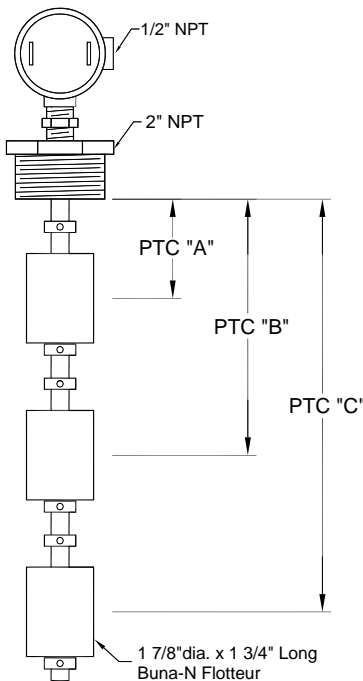 1/2" NPT
2" NPT
PTC "A"
PTC "B"
PTC "C"
1 7/8"dia. x 1 3/4" Long
Buna-N Flotteur